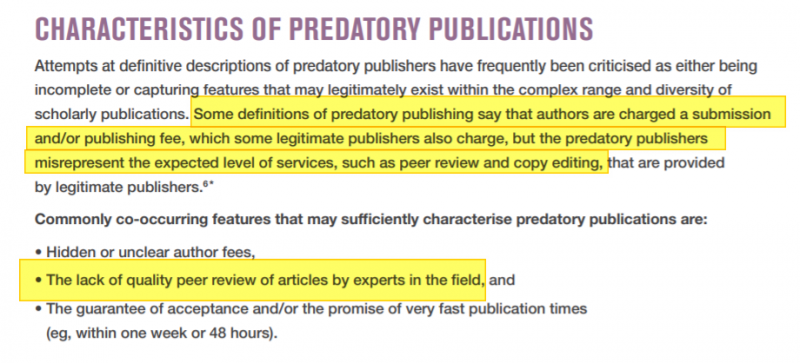 CHARACTERISTICS OF PREDATORY PUBLICATIONS
Attempts at definitive descriptions of predatory publishers have frequently been criticised as either being
incomplete or capturing features that may legitimately exist within the complex range and diversity of
scholarly publications. Some definitions of predatory publishing say that authors are charged a submission
and/or publishing fee, which some legitimate publishers also charge, but the predatory publishers
misrepresent the expected level of services, such as peer review and copy editing, that are provided
by legitimate publishers.⁶*
Commonly co-occurring features that may sufficiently characterise predatory publications are:
• Hidden or unclear author fees,
• The lack of quality peer review of articles by experts in the field, and
• The guarantee of acceptance and/or the promise of very fast publication times
(eg, within one week or 48 hours).